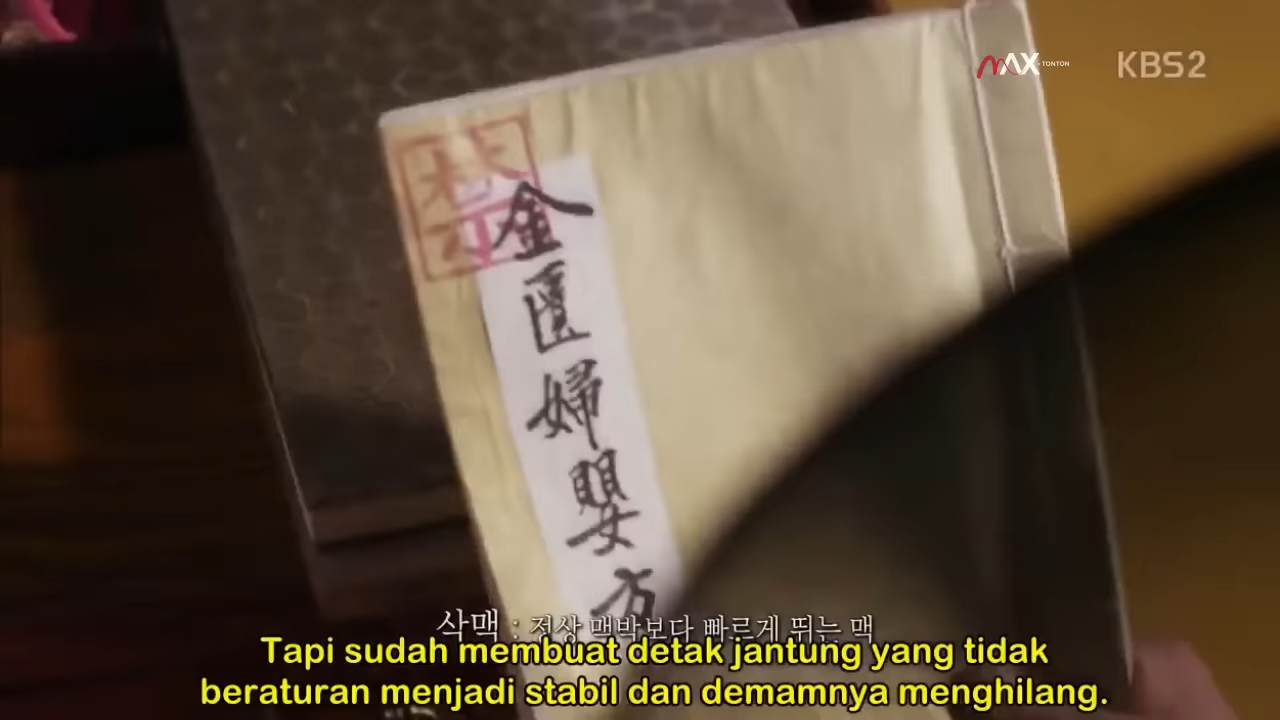 MAX TONTON
KBS2
金匱婦嬰方
삭맥 : 정상 맥박보다 빠르게 뛰는 맥
Tapi sudah membuat detak jantung yang tidak
beraturan menjadi stabil dan demamnya menghilang.